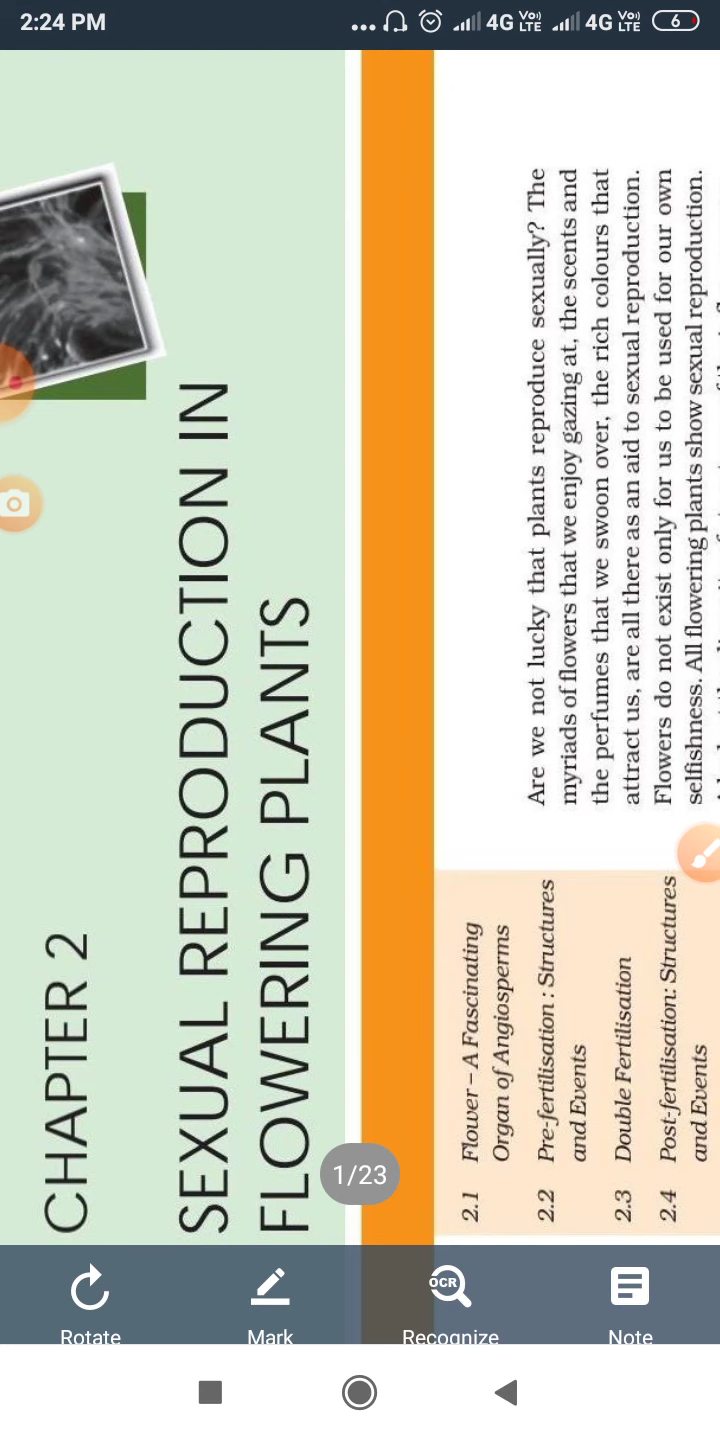 2:24 PM
4G Vo)) LTE 4G Vo)) LTE 6
CHAPTER 2
SEXUAL REPRODUCTION IN
FLOWERING PLANTS
2.1 Flower – A Fascinating
Organ of Angiosperms
2.2 Pre-fertilisation : Structures
and Events
2.3 Double Fertilisation
2.4 Post-fertilisation: Structures
and Events
Are we not lucky that plants reproduce sexually? The
myriads of flowers that we enjoy gazing at, the scents and
the perfumes that we swoon over, the rich colours that
attract us, are all there as an aid to sexual reproduction.
Flowers do not exist only for us to be used for our own
selfishness. All flowering plants show sexual reproduction.
1/23
OCR
Rotate Mark Recognize Note